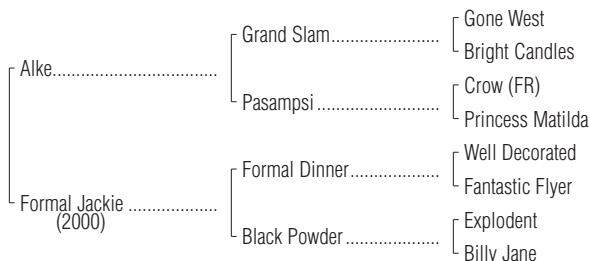 Gone West
Grand Slam........................
Bright Candles
Alke.....................................
Crow (FR)
Pasampsi...........................
Princess Matilda
Well Decorated
Formal Dinner....................
Fantastic Flyer
Formal Jackie ....................
(2000)
Explodent
Black Powder.....................
Billy Jane